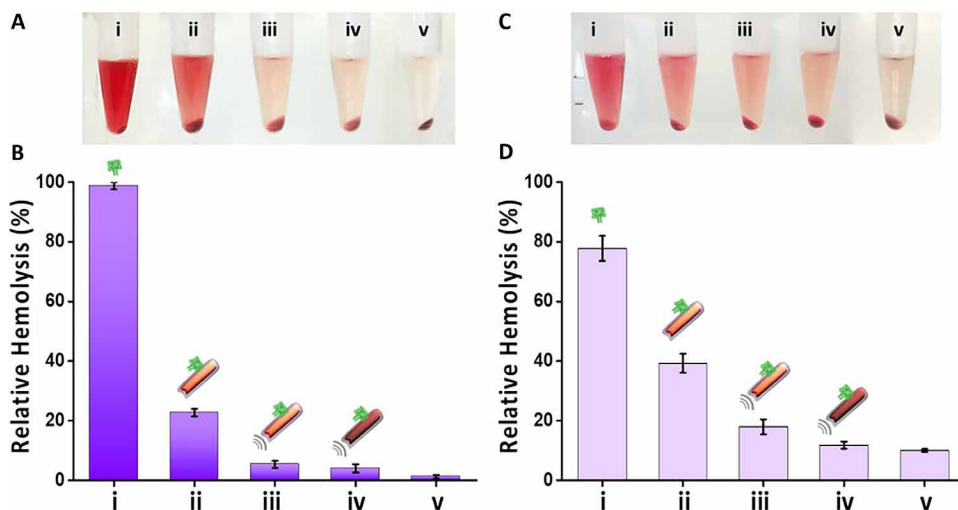 A
i ii iii iv v
B
Relative Hemolysis (%)
100
80
60
40
20
0
i ii iii iv v
C
i ii iii iv v
D
Relative Hemolysis (%)
100
80
60
40
20
0
i ii iii iv v